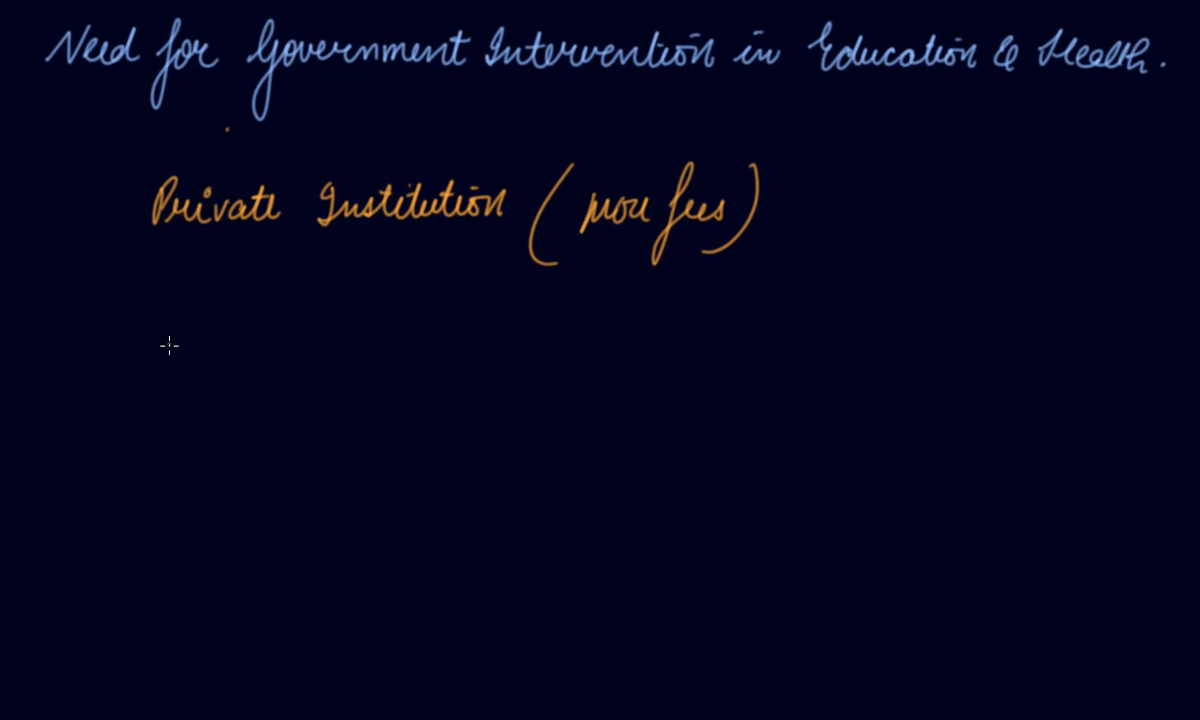 Need for Government Intervention in Education & Health.
Private Institution (more fees)